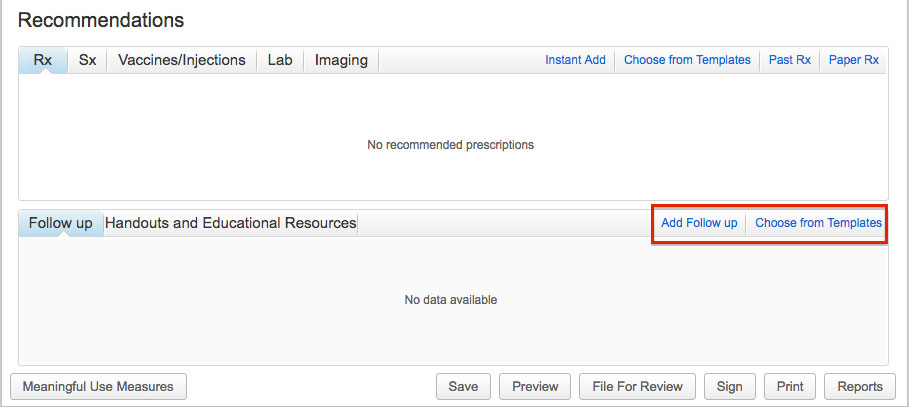 Recommendations
Rx Sx Vaccines/Injections Lab Imaging Instant Add Choose from Templates Past Rx Paper Rx
No recommended prescriptions
Follow up Handouts and Educational Resources Add Follow up Choose from Templates
No data available
Meaningful Use Measures Save Preview File For Review Sign Print Reports